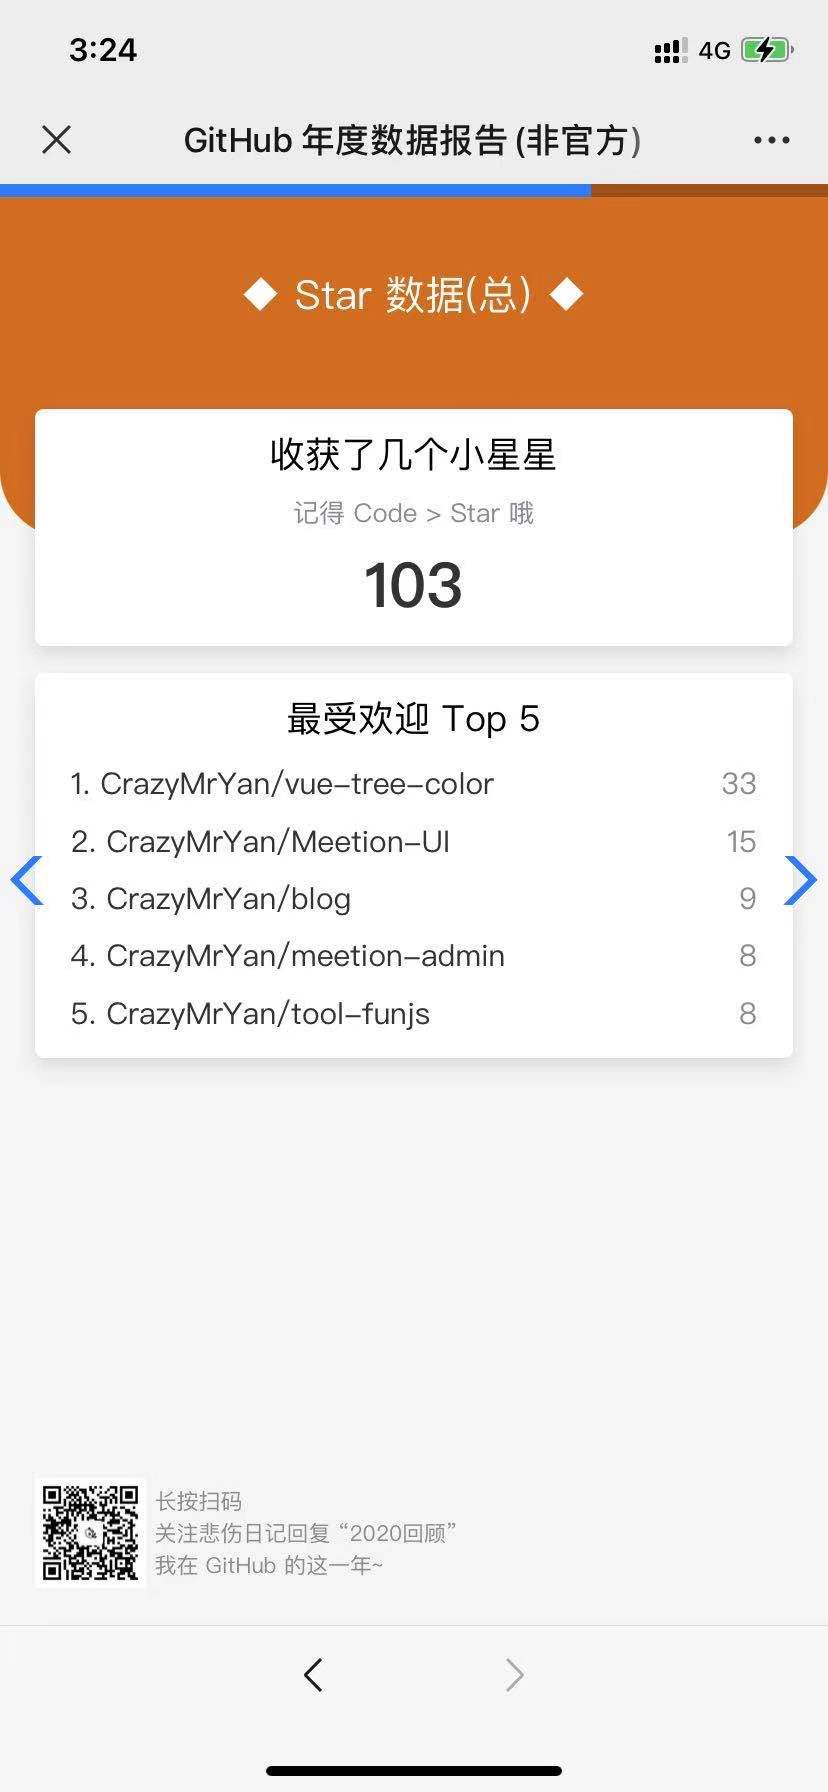 3:24
4G
GitHub 年度数据报告(非官方)
Star 数据(总)
收获了几个小星星
记得 Code > Star 哦
103
最受欢迎 Top 5
1. CrazyMrYan/vue-tree-color 33
2. CrazyMrYan/Meetion-UI 15
3. CrazyMrYan/blog 9
4. CrazyMrYan/meetion-admin 8
5. CrazyMrYan/tool-funjs 8
长按扫码
关注悲伤日记回复 “2020回顾”
我在 GitHub 的这一年~